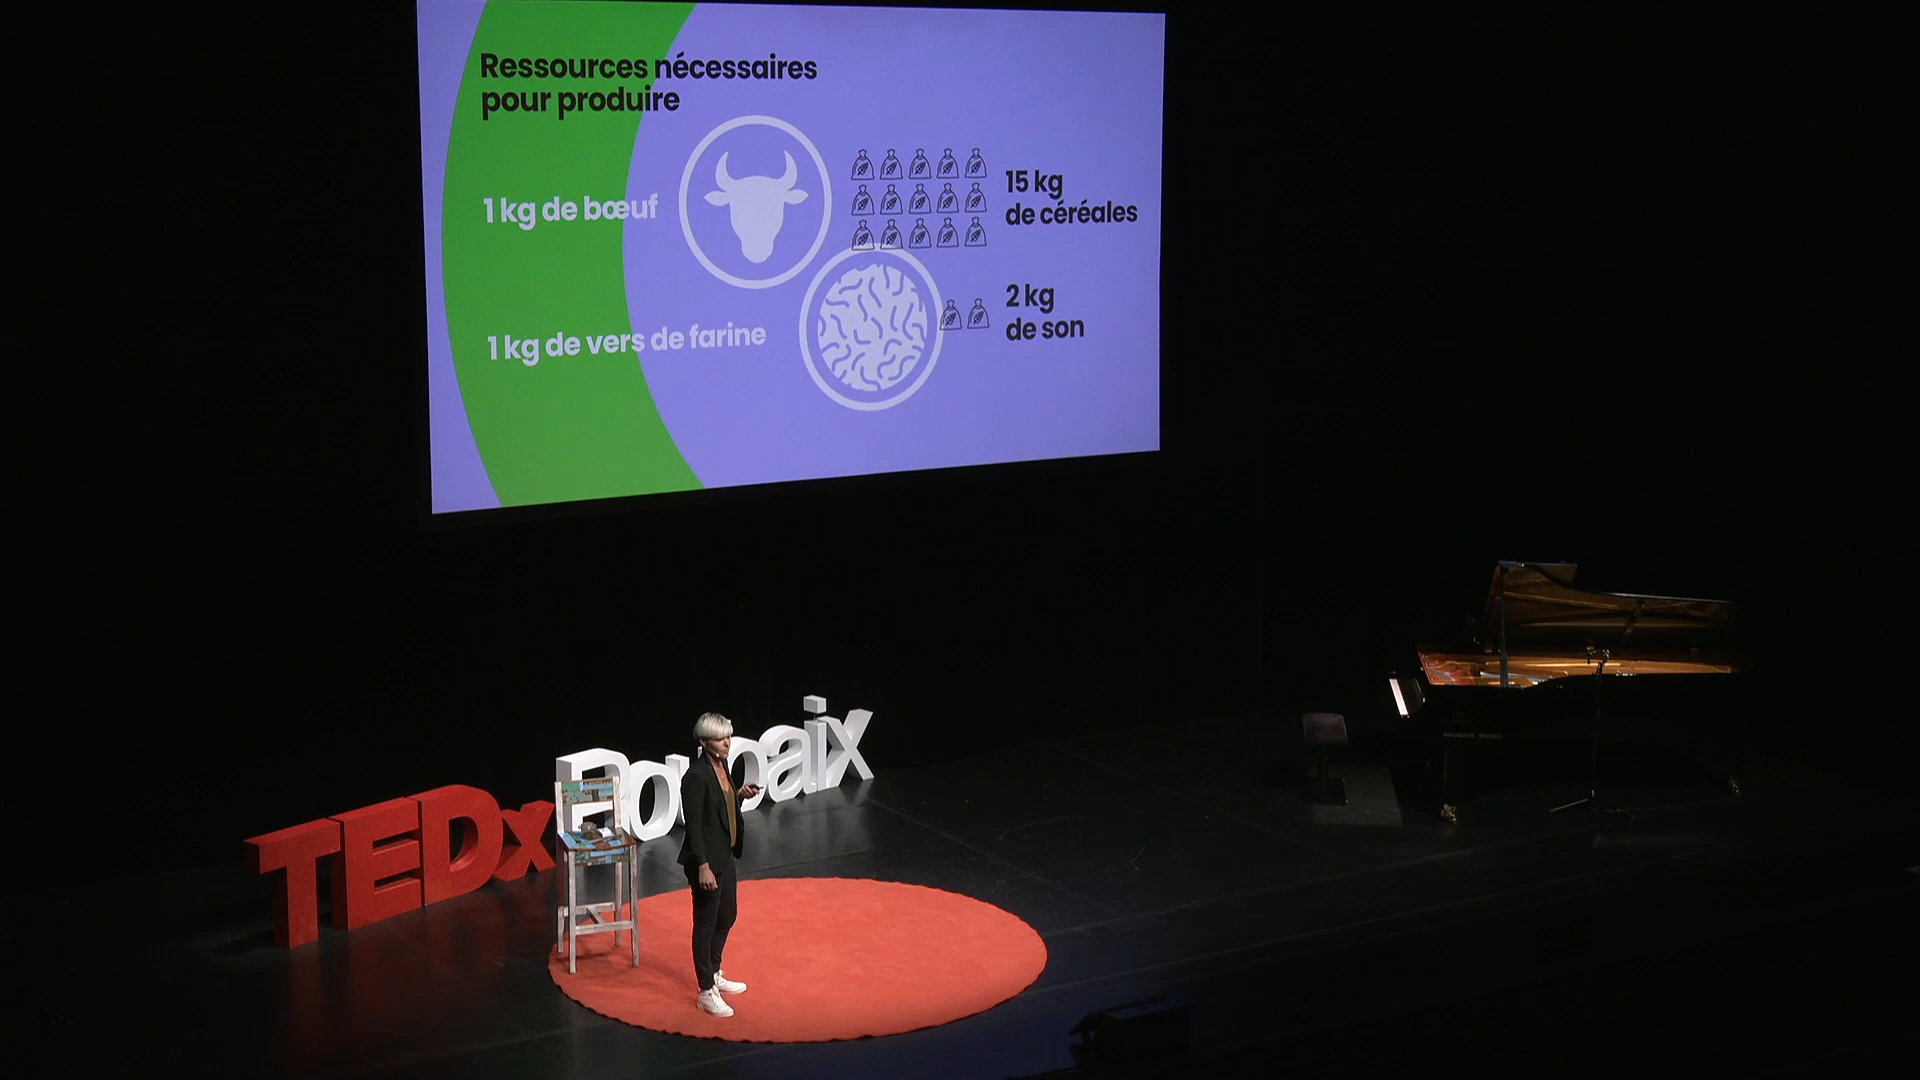 Ressources nécessaires
pour produire
1 kg de bœuf
15 kg
de céréales
1 kg de vers de farine
2 kg
de son
TEDx
Roubaix